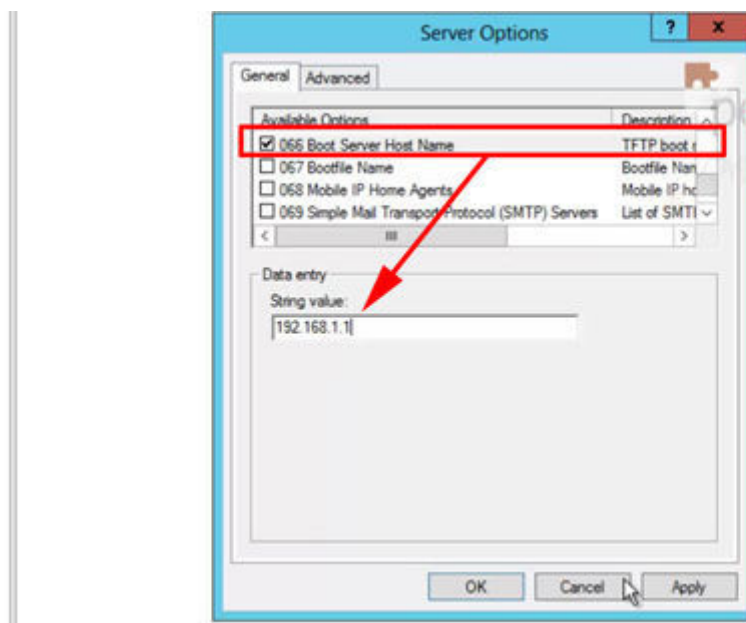 Server Options
?
x
General
Advanced
Available Options
Description
066 Boot Server Host Name
TFTP boot
067 Bootfile Name
Bootfile Nan
068 Mobile IP Home Agents
Mobile IP ho
069 Simple Mail Transport Protocol (SMTP) Servers
List of SMTI
Data entry
String value:
192.168.1.1
OK
Cancel
Apply